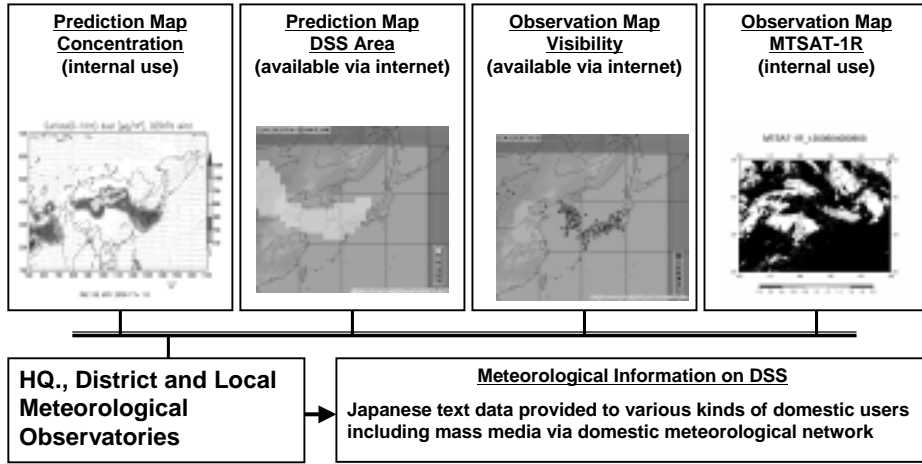 Prediction Map
Concentration
(internal use)
Prediction Map
DSS Area
(available via internet)
Observation Map
Visibility
(available via internet)
Observation Map
MTSAT-1R
(internal use)
HQ., District and Local
Meteorological
Observatories
Meteorological Information on DSS
Japanese text data provided to various kinds of domestic users
including mass media via domestic meteorological network